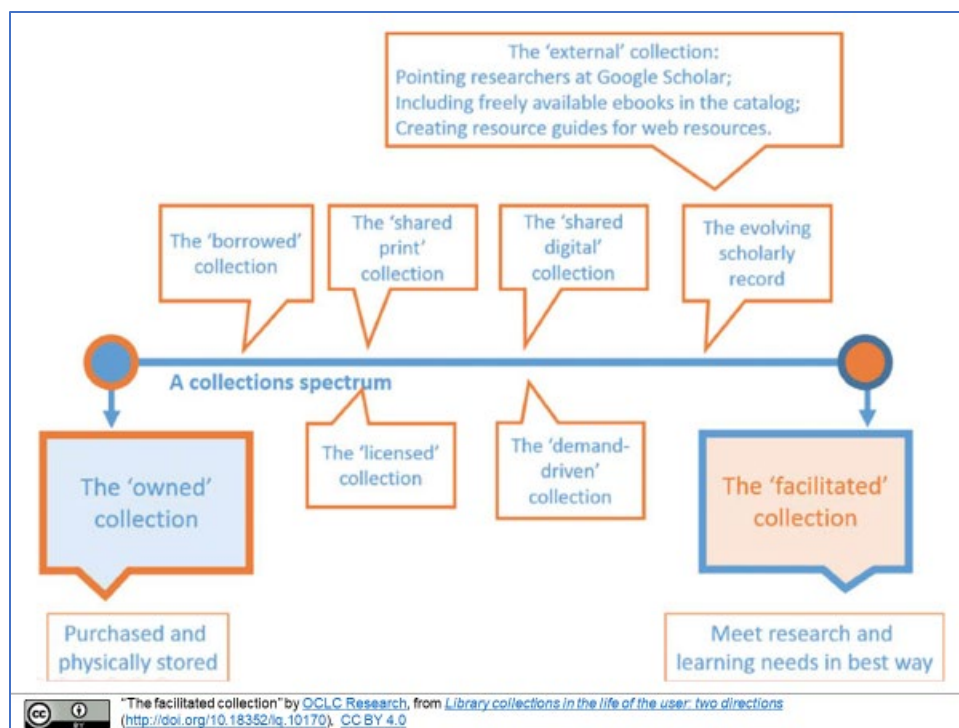 The ‘external’ collection:
Pointing researchers at Google Scholar;
Including freely available ebooks in the catalog;
Creating resource guides for web resources.
The ‘borrowed’
collection
The ‘shared
print’
collection
The ‘shared
digital’
collection
The evolving
scholarly
record
A collections spectrum
The ‘owned’
collection
The ‘licensed’
collection
The ‘demand-
driven’
collection
The ‘facilitated’
collection
Purchased and
physically stored
Meet research and
learning needs in best way
cc
BY
“The facilitated collection” by OCLC Research, from Library collections in the life of the user: two directions
(http://doi.org/10.18352/lq.10170), CC BY 4.0